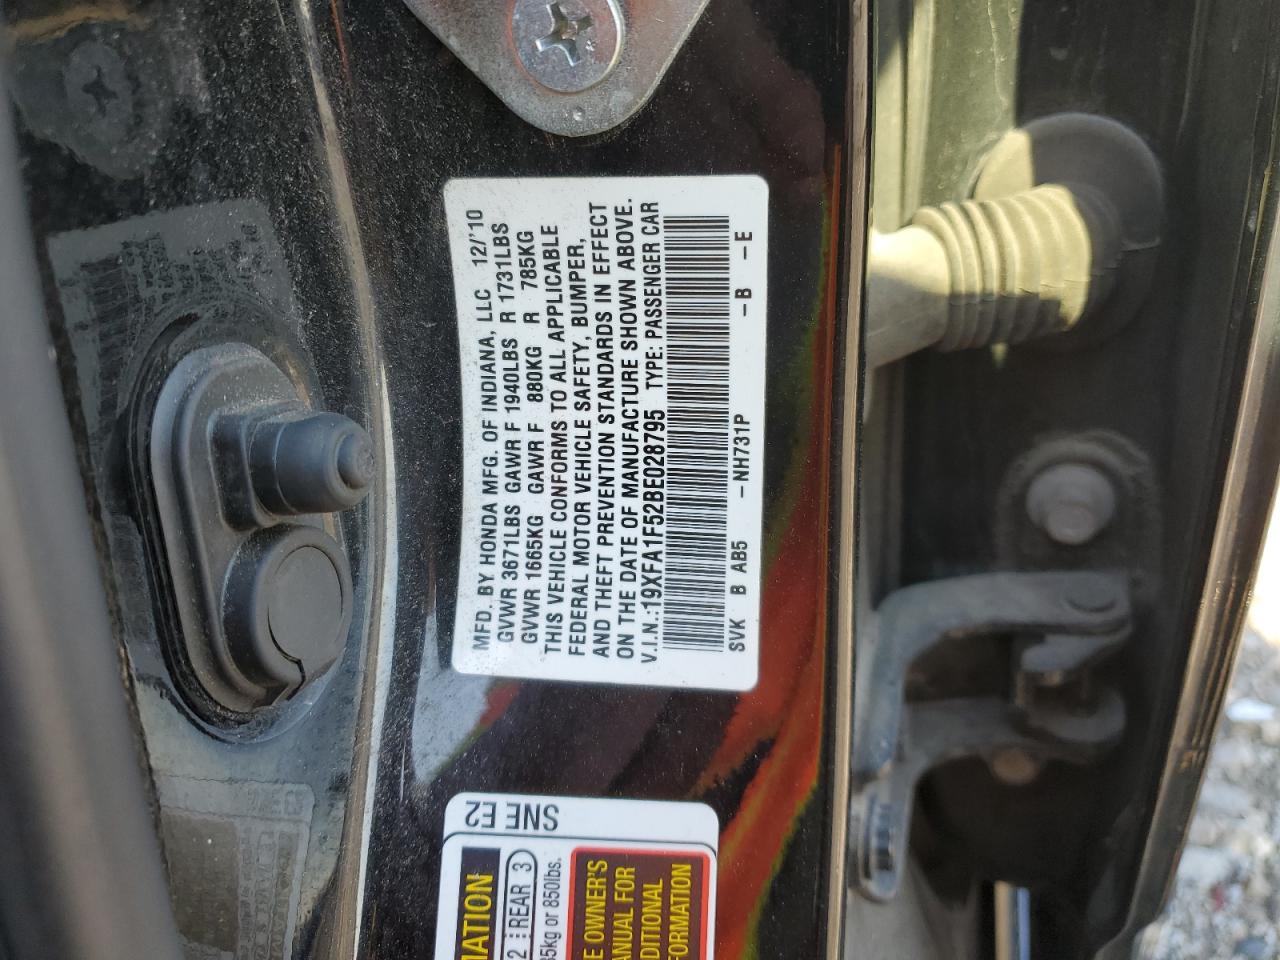 MFD. BY HONDA MFG. OF INDIANA, LLC 12/'10
GVWR 3671LBS GAWR F 1940LBS R 1731LBS
GVWR 1665KG GAWR F 880KG R 785KG
THIS VEHICLE CONFORMS TO ALL APPLICABLE
FEDERAL MOTOR VEHICLE SAFETY, BUMPER,
AND THEFT PREVENTION STANDARDS IN EFFECT
ON THE DATE OF MANUFACTURE SHOWN ABOVE.
V.I.N.:19XFA1F52BE028795 TYPE: PASSENGER CAR
SVK B AB5 -NH731P -B -E
SNE E2
MATION
2 REAR 3
5kg or 850lbs.
E OWNER'S
ANUAL FOR
DITIONAL
FORMATION